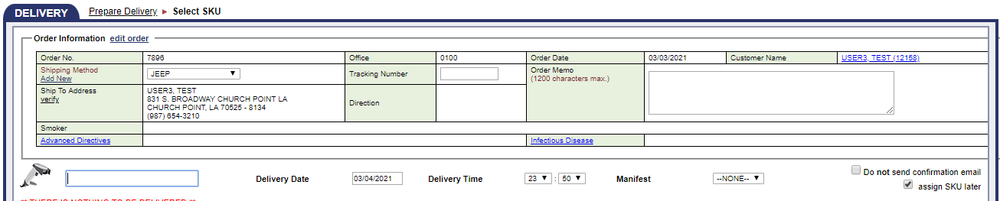 DELIVERY Prepare Delivery ► Select SKU
Order Information edit order
Order No. 7896 Office 0100 Order Date 03/03/2021 Customer Name USER3, TEST (12158)
Shipping Method
Add New
JEEP ▼ Tracking Number
Order Memo
(1200 characters max.)
Ship To Address
verify
USER3, TEST
831 S. BROADWAY CHURCH POINT LA
CHURCH POINT, LA 70525 - 8134
(987) 654-3210
Direction
Smoker
Advanced Directives Infectious Disease
Delivery Date 03/04/2021 Delivery Time 23 ▼ : 50 ▼ Manifest --NONE-- ▼
Do not send confirmation email
assign SKU later
** THERE IS NOTHING TO BE DELIVERED **